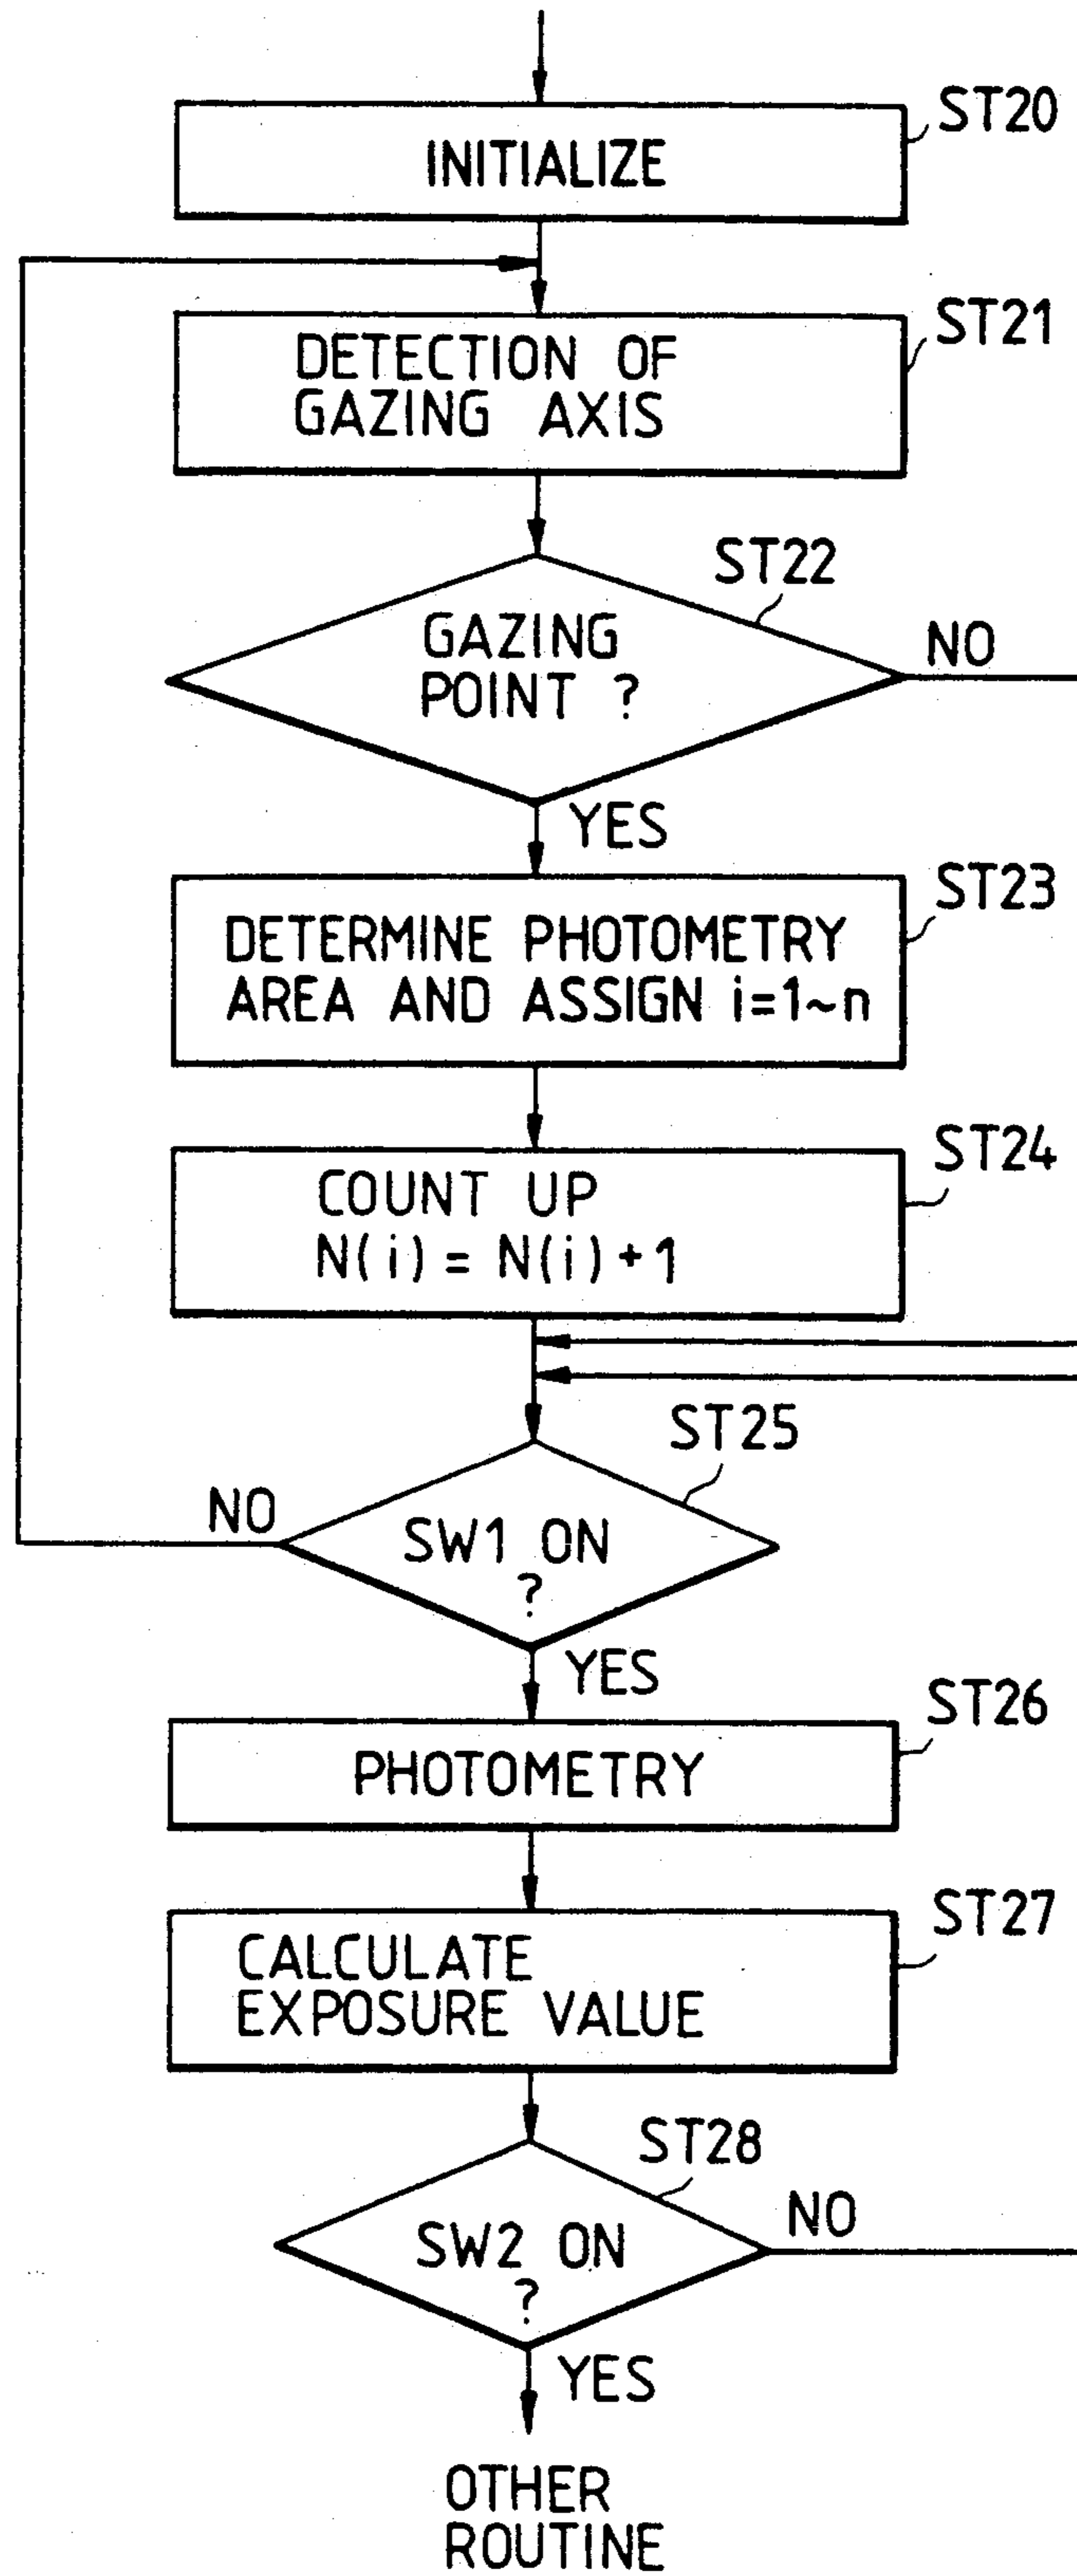 ST20
INITIALIZE
ST21
DETECTION OF
GAZING AXIS
ST22
GAZING
POINT ?
NO
YES
ST23
DETERMINE PHOTOMETRY
AREA AND ASSIGN i=1~n
ST24
COUNT UP
N(i) = N(i) + 1
ST25
NO
SW1 ON
?
YES
ST26
PHOTOMETRY
ST27
CALCULATE
EXPOSURE VALUE
ST28
SW2 ON
?
NO
YES
OTHER
ROUTINE